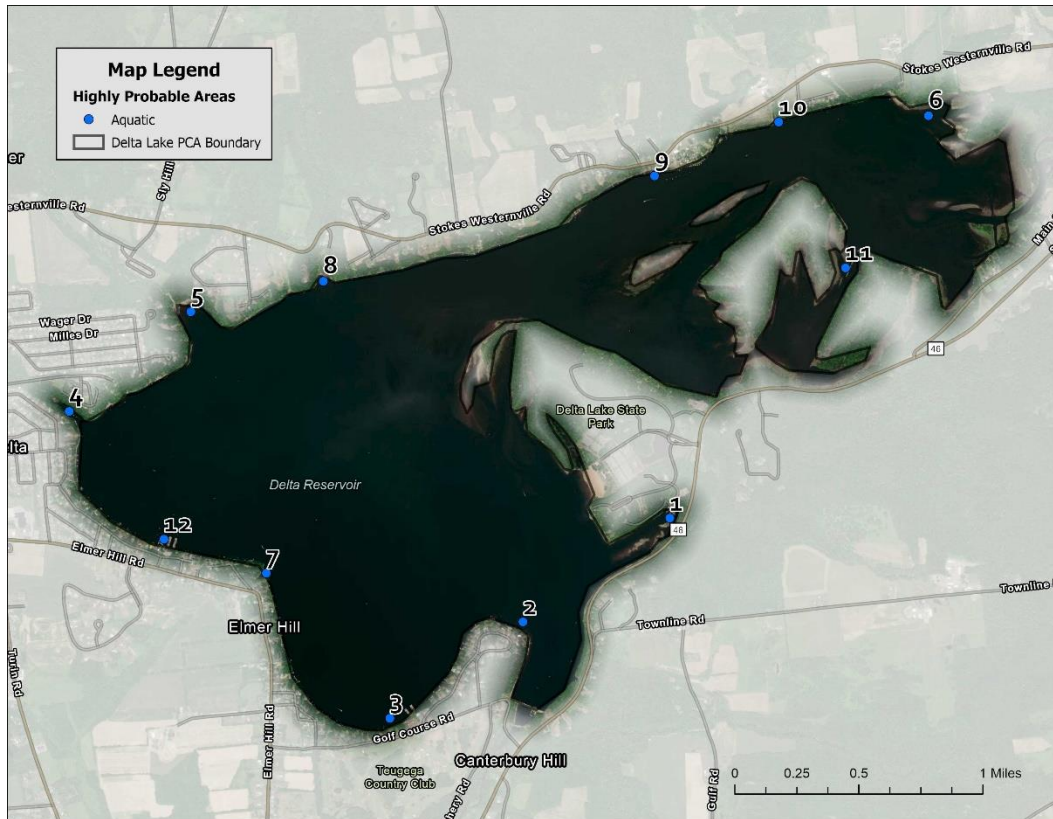 Map Legend
Highly Probable Areas
Aquatic
Delta Lake PCA Boundary
Stokes Westernville Rd
6
10
9
Sly Hill
Stokes Westernville Rd
11
8
5
Wager Dr
Milles Dr
46
4
Delta Lake State
Park
Delta Reservoir
1
46
12
Elmer Hill Rd
7
Townline
2
Elmer Hill
Townline Rd
3
Golf Course Rd
Elmer Hill Rd
Turin Rd
Canterbury Hill
Teugega
Country Club
Gulf Rd
0 0.25 0.5 1 Miles